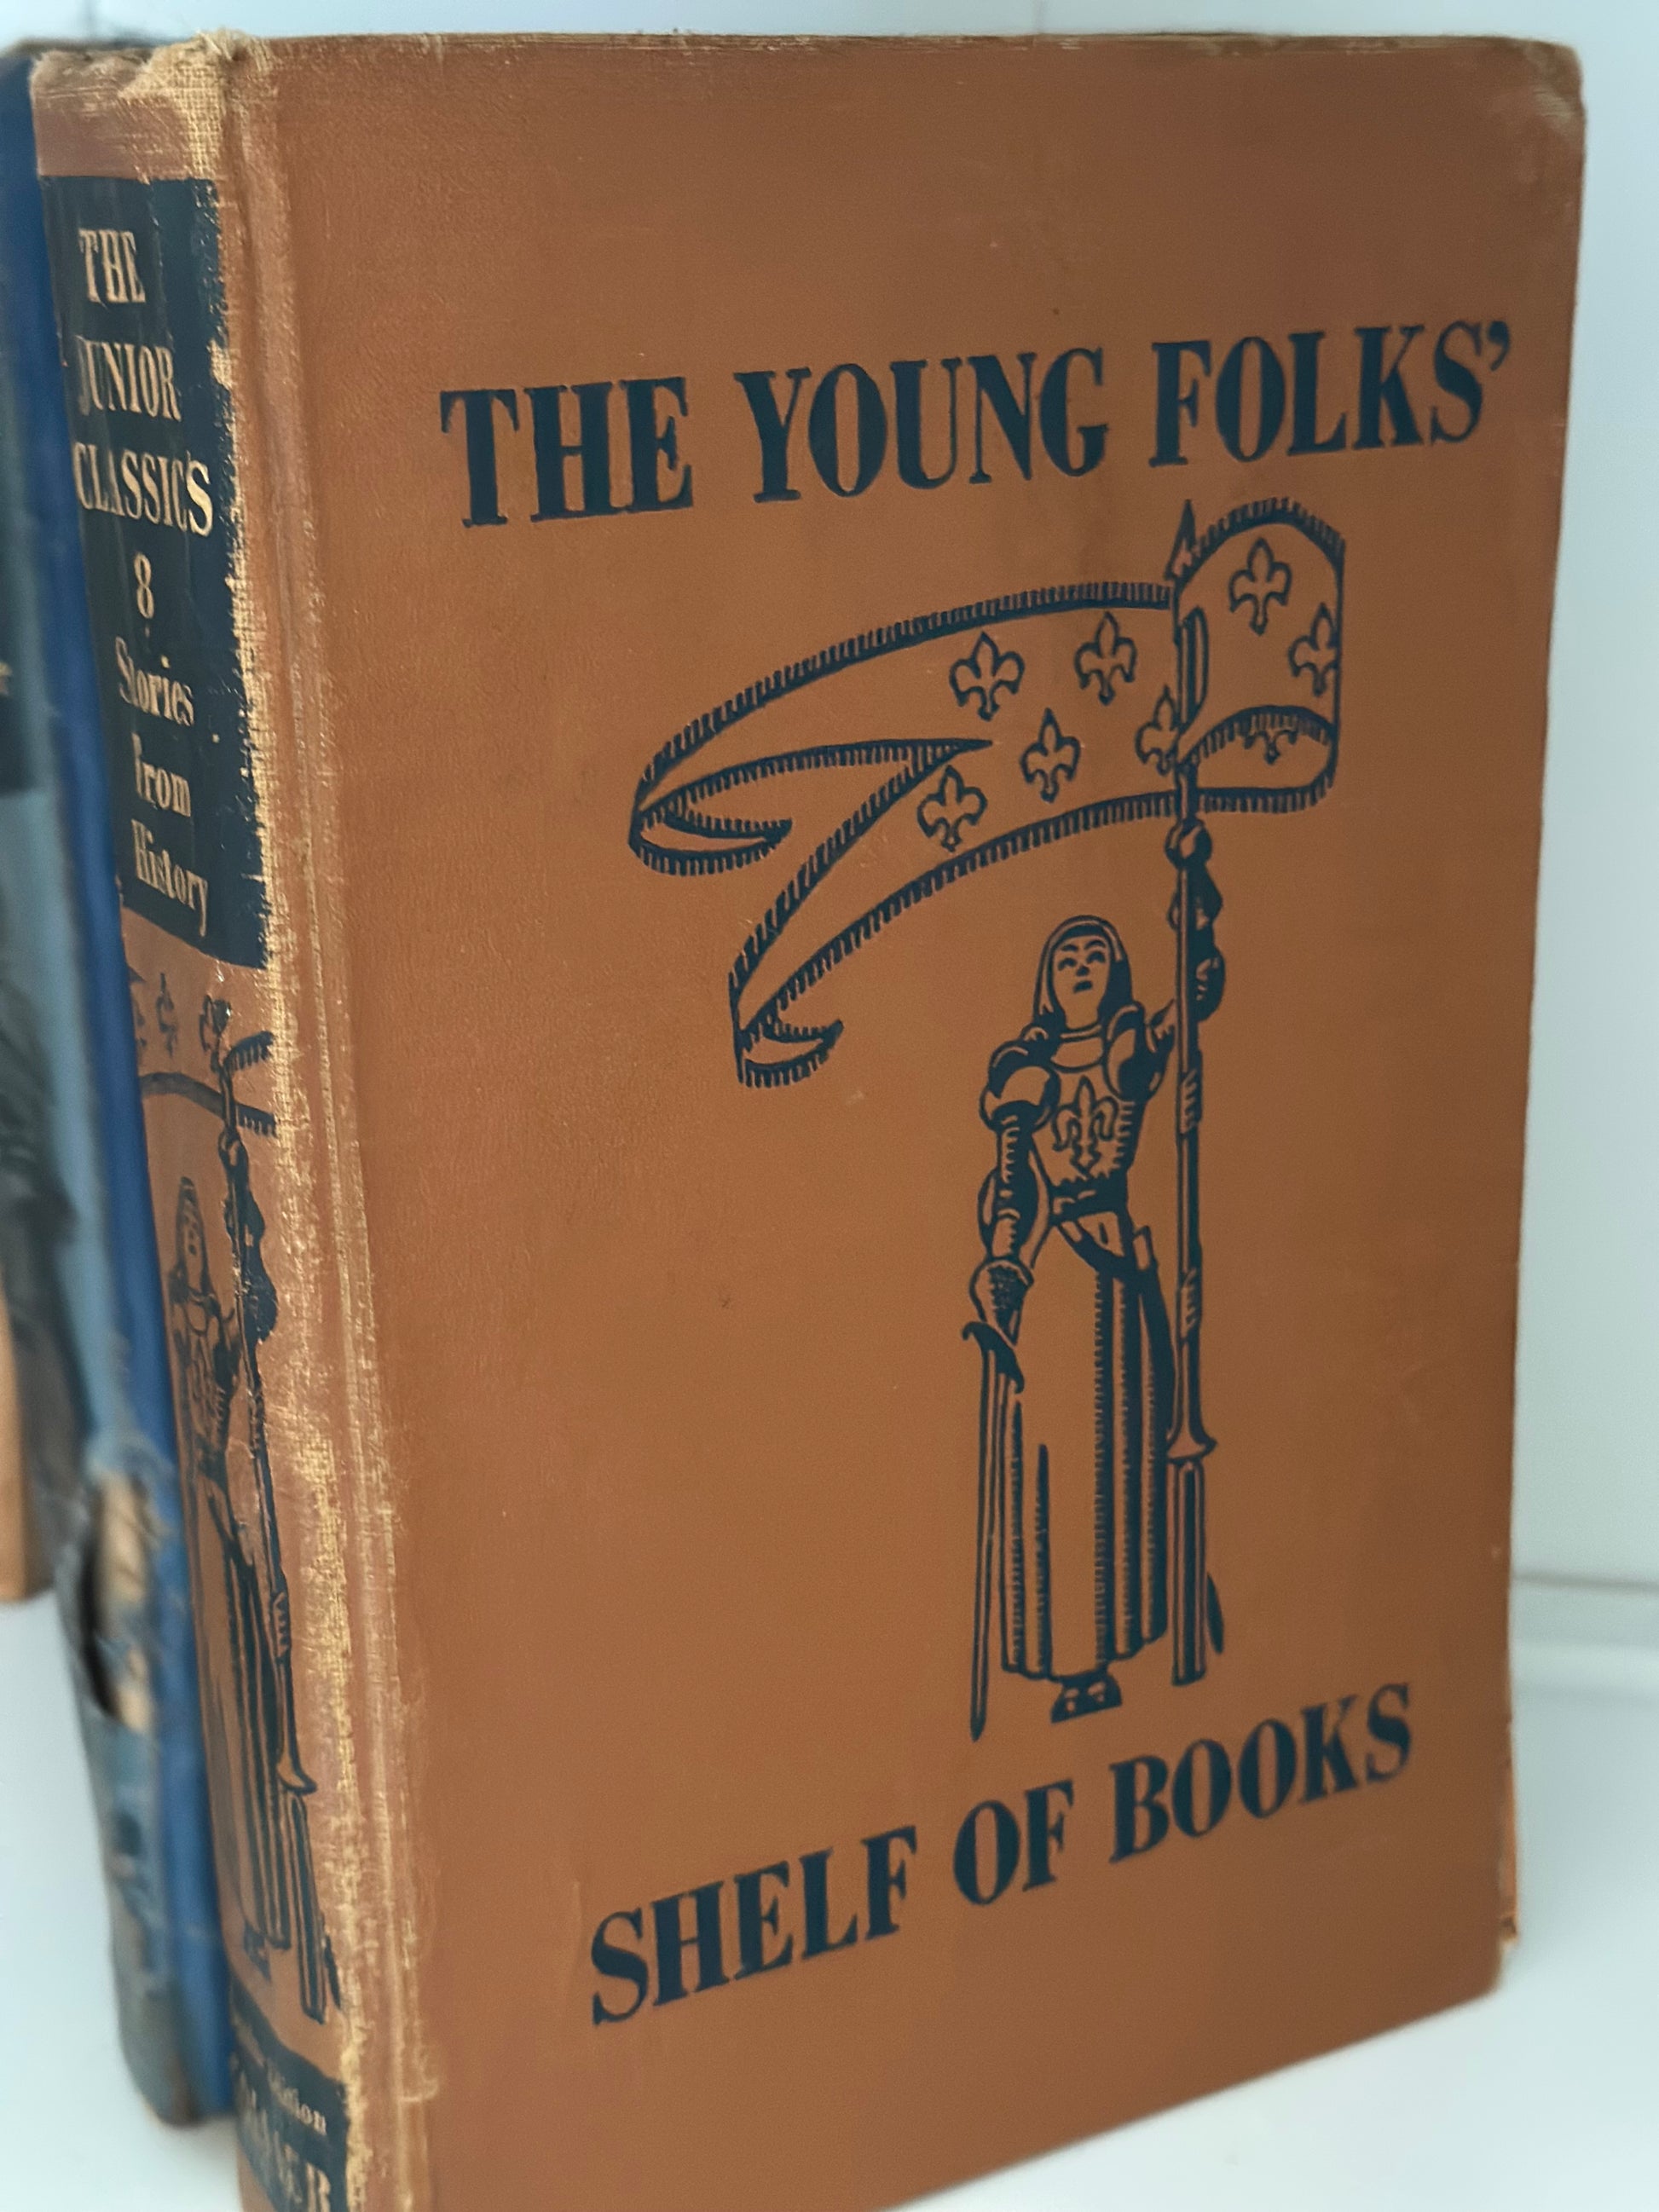 THE
JUNIOR
CLASSICS
8
Stories
from
History
THE YOUNG FOLKS'
SHELF OF BOOKS